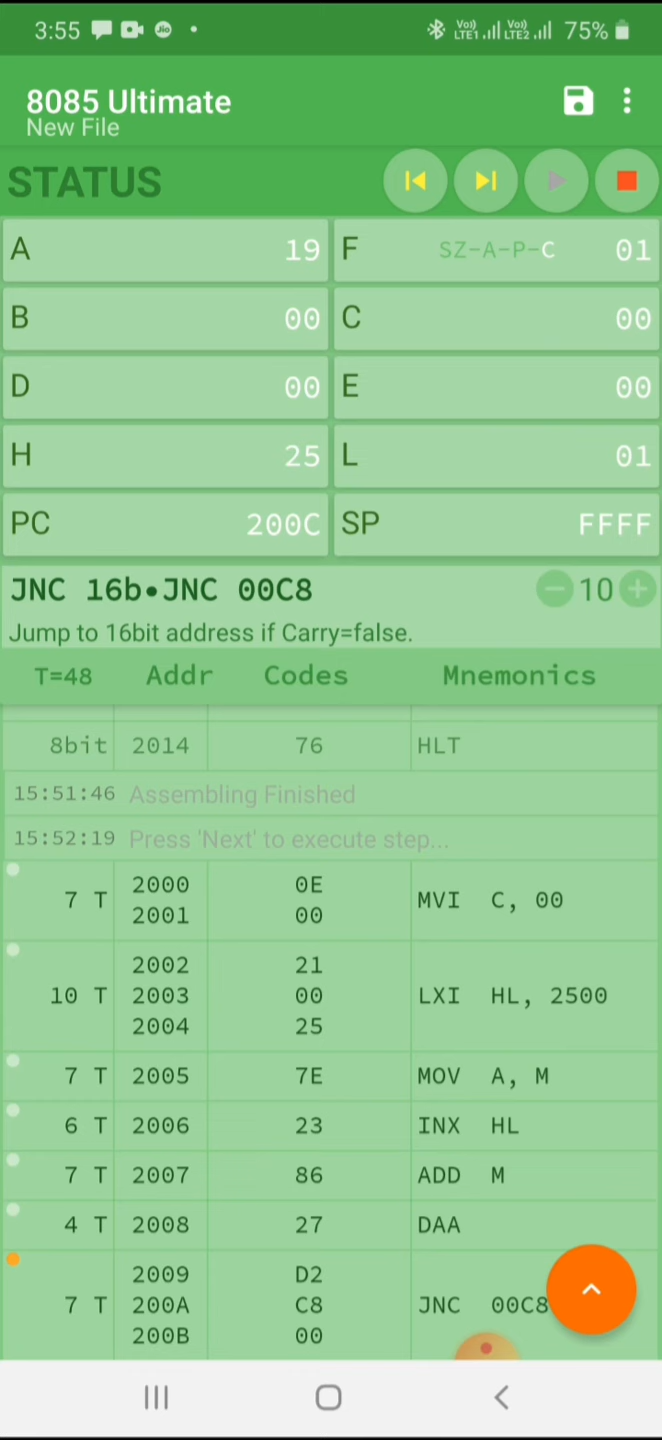 3:55 Jio Vo) LTE1 Vo) LTE2 75%
8085 Ultimate
New File
STATUS
A 19 F SZ-A-P-C 01
B 00 C 00
D 00 E 00
H 25 L 01
PC 200C SP FFFF
JNC 16b•JNC 00C8 10
Jump to 16bit address if Carry=false.
T=48 Addr Codes Mnemonics
8bit 2014 76 HLT
15:51:46 Assembling Finished
15:52:19 Press 'Next' to execute step...
2000 0E
7 T MVI C, 00
2001 00
2002 21
10 T 2003 00 LXI HL, 2500
2004 25
7 T 2005 7E MOV A, M
6 T 2006 23 INX HL
7 T 2007 86 ADD M
4 T 2008 27 DAA
2009 D2
7 T 200A C8 JNC 00C8
200B 00